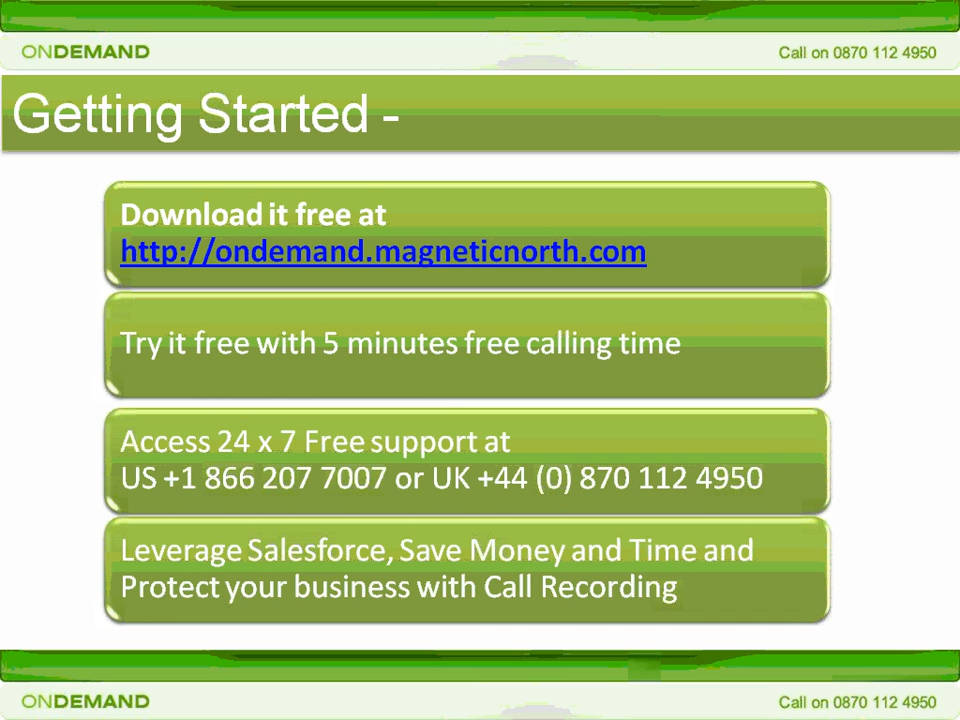 ONDEMAND
Call on 0870 112 4950
Getting Started -
Download it free at
http://ondemand.magneticnorth.com
Try it free with 5 minutes free calling time
Access 24 x 7 Free support at
US +1 866 207 7007 or UK +44 (0) 870 112 4950
Leverage Salesforce, Save Money and Time and
Protect your business with Call Recording
ONDEMAND
Call on 0870 112 4950